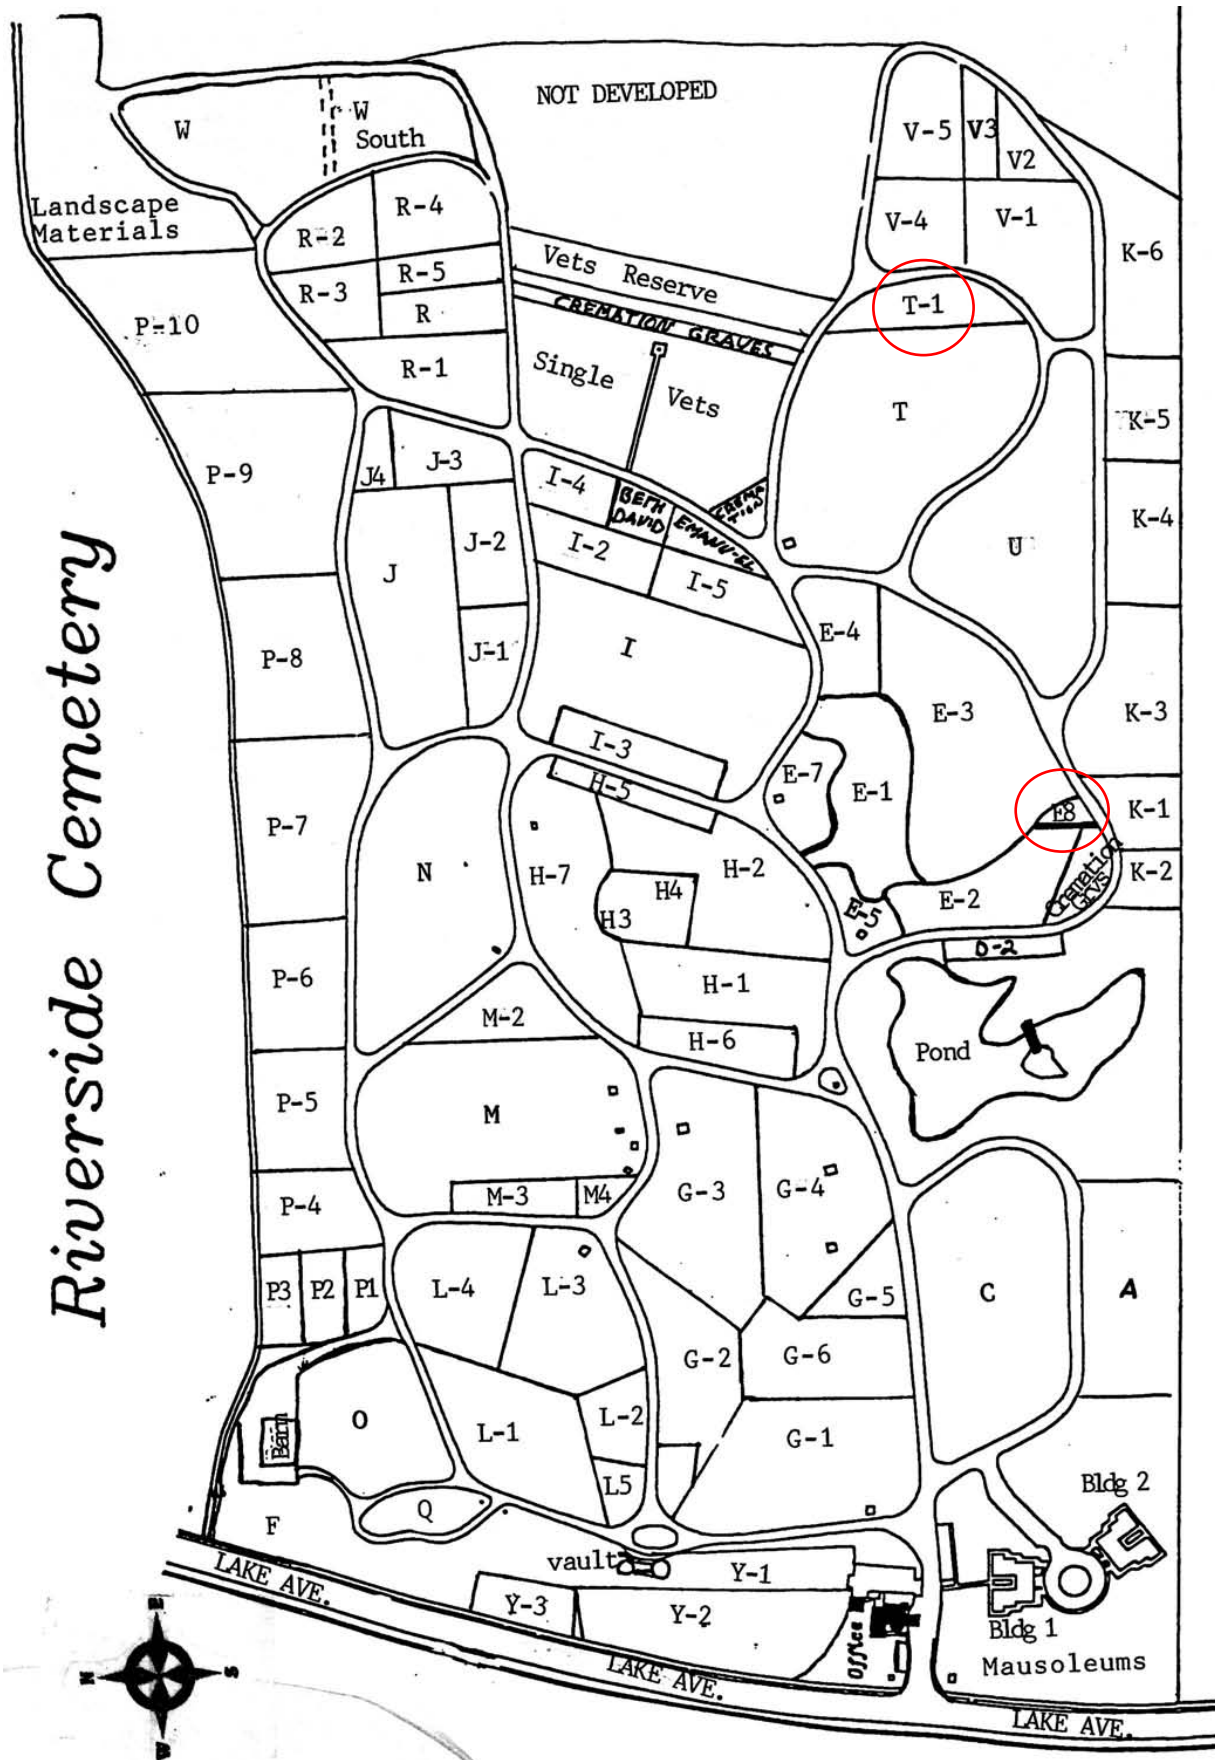 Riverside Cemetery
NOT DEVELOPED
W
W
South
V-5
V3
V2
Landscape
Materials
R-4
R-2
V-4
V-1
K-6
R-5
R-3
R
Vets Reserve
T-1
CREMATION GRAVES
P-10
R-1
Single
Vets
T
K-5
P-9
J4
J-3
I-4
BETH
DAVID
EMANU-EL
CREMA
TION
K-4
J-2
I-2
U
J
I-5
P-8
J-1
I
E-4
E-3
K-3
I-3
H-5
E-7
E-1
E8
K-1
P-7
N
H-7
H4
H-2
K-2
H3
E-2
Cremation
Grvs
E-5
D-2
P-6
H-1
M-2
H-6
Pond
P-5
M
M-3
M4
G-3
G-4
P-4
P3
P2
P1
L-4
L-3
G-5
C
A
G-2
G-6
O
L-1
L-2
G-1
Barn
L5
Bldg 2
F
Q
vault
Y-1
LAKE AVE.
Y-3
Y-2
Office
Bldg 1
Mausoleums
LAKE AVE.
LAKE AVE.
E
N
S
W